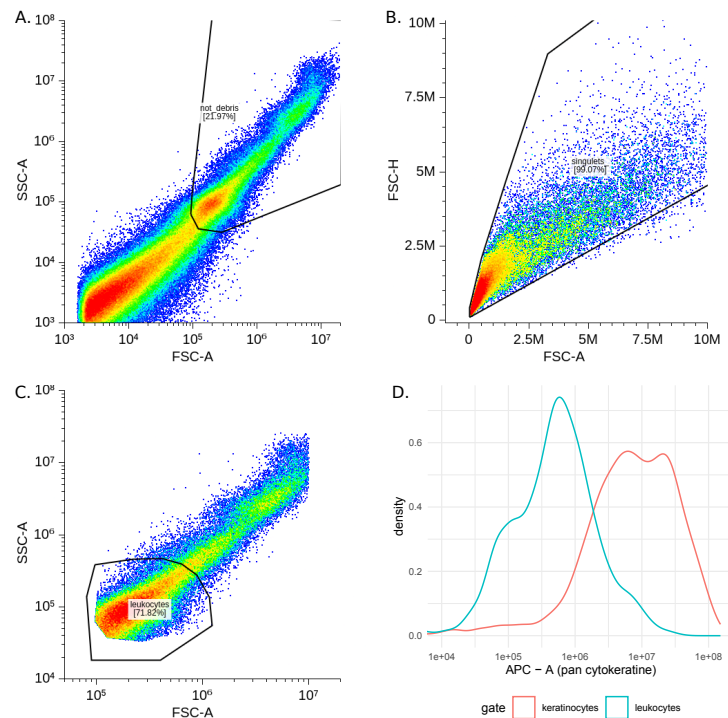 A.
10⁸
10⁷
10⁶
10⁵
10⁴
10³
SSC-A
not_debris
[21.97%]
10³
10⁴
10⁵
10⁶
10⁷
FSC-A
B.
10M
7.5M
5M
2.5M
0
FSC-H
singulets
[99.07%]
0
2.5M
5M
7.5M
10M
FSC-A
C.
10⁸
10⁷
10⁶
10⁵
10⁴
SSC-A
leukocytes
[71.82%]
10⁵
10⁶
10⁷
FSC-A
D.
0.6
0.4
0.2
0.0
density
1e+04
1e+05
1e+06
1e+07
1e+08
APC − A (pan cytokeratine)
gate
keratinocytes
leukocytes